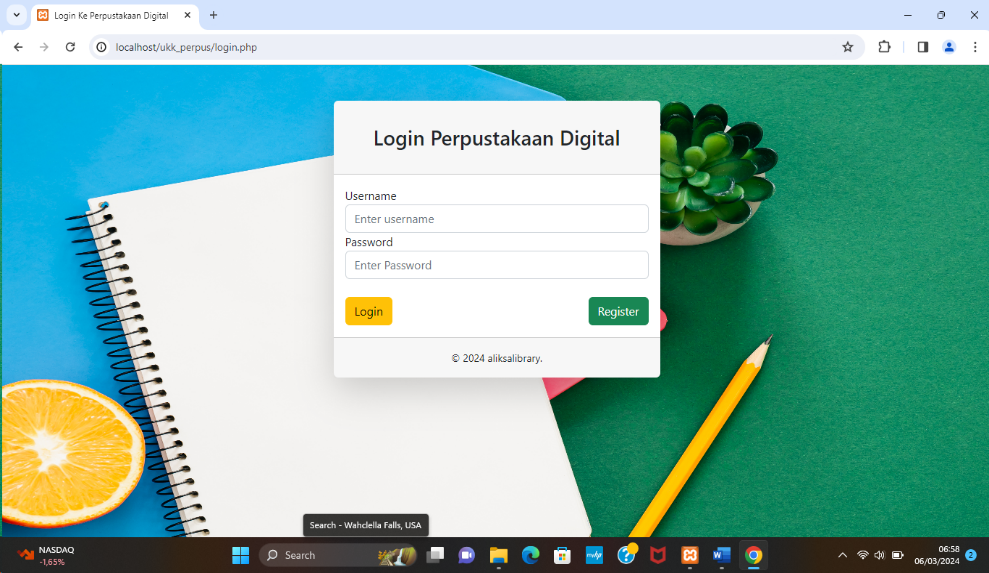 Login Ke Perpustakaan Digital
localhost/ukk_perpus/login.php
Login Perpustakaan Digital
Username
Enter username
Password
Enter Password
Login
Register
© 2024 aliksalibrary.
Search - Wahclella Falls, USA
NASDAQ
-1,65%
Search
06:58
06/03/2024
2